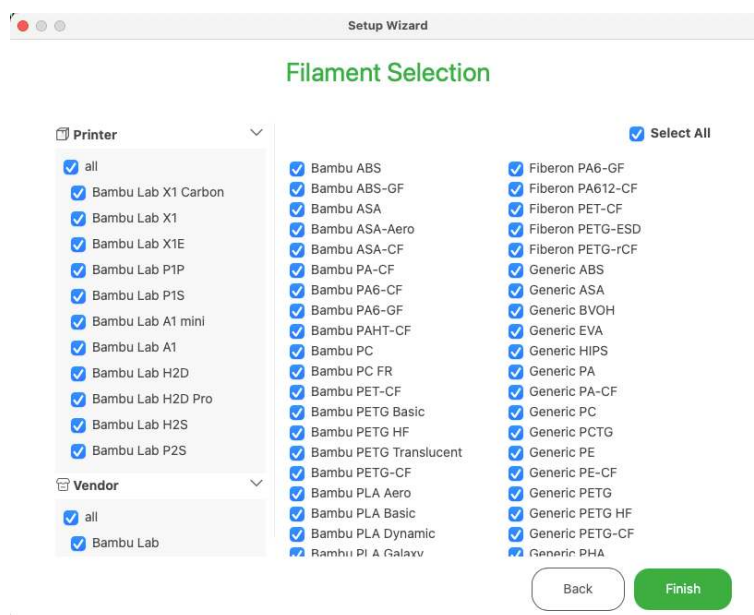 Setup Wizard
Filament Selection
Printer
all
Bambu Lab X1 Carbon
Bambu Lab X1
Bambu Lab X1E
Bambu Lab P1P
Bambu Lab P1S
Bambu Lab A1 mini
Bambu Lab A1
Bambu Lab H2D
Bambu Lab H2D Pro
Bambu Lab H2S
Bambu Lab P2S
Vendor
all
Bambu Lab
Select All
Bambu ABS
Bambu ABS-GF
Bambu ASA
Bambu ASA-Aero
Bambu ASA-CF
Bambu PA-CF
Bambu PA6-CF
Bambu PA6-GF
Bambu PAHT-CF
Bambu PC
Bambu PC FR
Bambu PET-CF
Bambu PETG Basic
Bambu PETG HF
Bambu PETG Translucent
Bambu PETG-CF
Bambu PLA Aero
Bambu PLA Basic
Bambu PLA Dynamic
Bambu PLA Galaxy
Fiberon PA6-GF
Fiberon PA612-CF
Fiberon PET-CF
Fiberon PETG-ESD
Fiberon PETG-rCF
Generic ABS
Generic ASA
Generic BVOH
Generic EVA
Generic HIPS
Generic PA
Generic PA-CF
Generic PC
Generic PCTG
Generic PE
Generic PE-CF
Generic PETG
Generic PETG HF
Generic PETG-CF
Generic PHA
Back
Finish